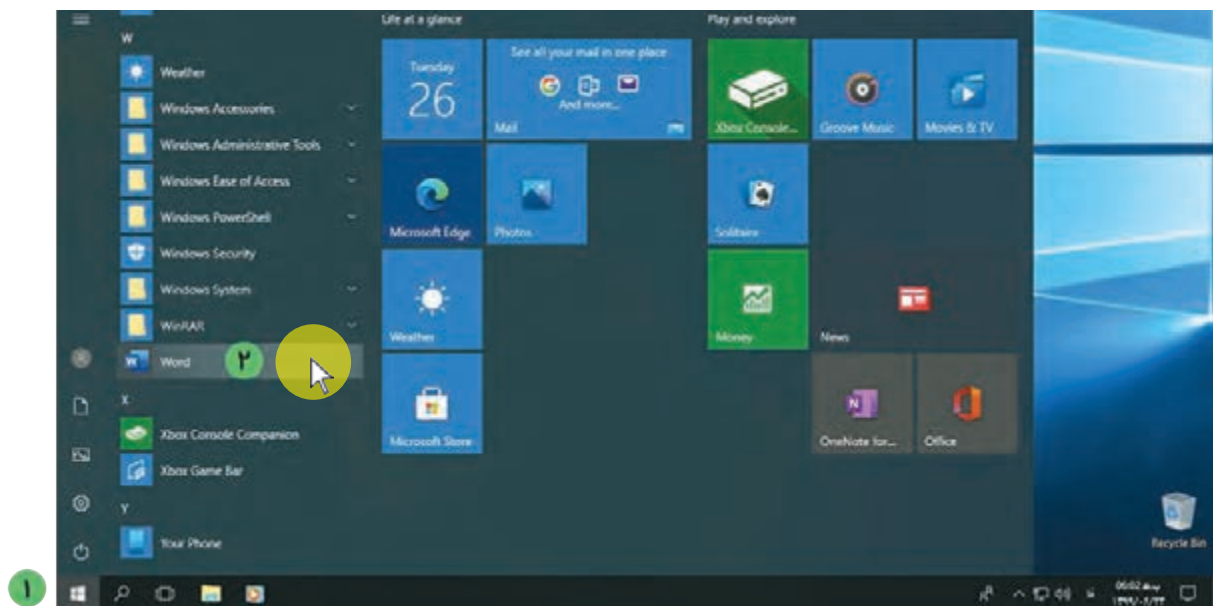 Life at a glance
Play and explore
W
Weather
Windows Accessories
Windows Administrative Tools
Windows Ease of Access
Windows PowerShell
Windows Security
Windows System
WinRAR
Word
۲
X
Xbox Console Companion
Xbox Game Bar
Y
Your Phone
Tuesday
26
See all your mail in one place
And more...
Mail
Microsoft Edge
Photos
Weather
Microsoft Store
Xbox Console...
Groove Music
Movies & TV
Solitaire
Money
News
OneNote for...
Office
Recycle Bin
۱